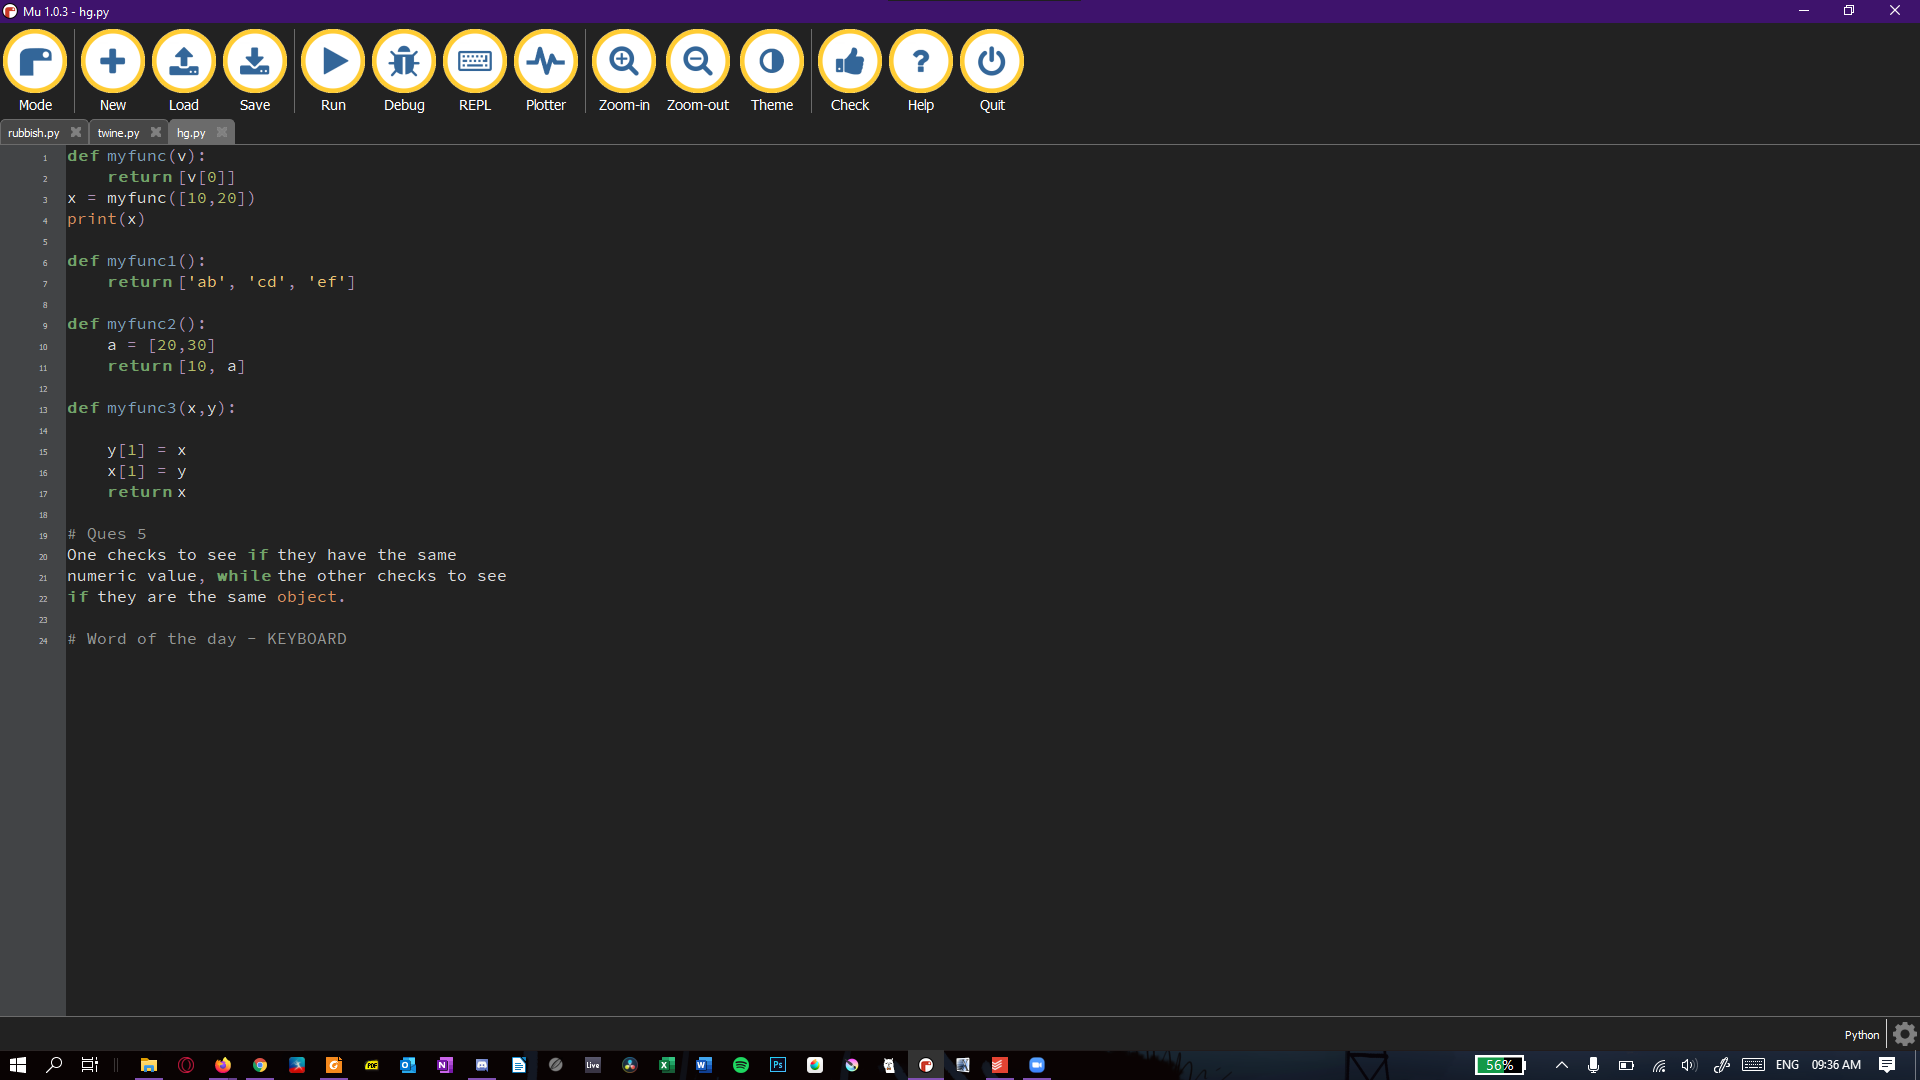 Mu 1.0.3 - hg.py
Mode New Load Save Run Debug REPL Plotter Zoom-in Zoom-out Theme Check Help Quit
rubbish.py twine.py hg.py
1 def myfunc(v):
2     return [v[0]]
3 x = myfunc([10,20])
4 print(x)
5
6 def myfunc1():
7     return ['ab', 'cd', 'ef']
8
9 def myfunc2():
10     a = [20,30]
11     return [10, a]
12
13 def myfunc3(x,y):
14
15     y[1] = x
16     x[1] = y
17     return x
18
19 # Ques 5
20 One checks to see if they have the same
21 numeric value, while the other checks to see
22 if they are the same object.
23
24 # Word of the day - KEYBOARD
Python
56% ENG 09:36 AM